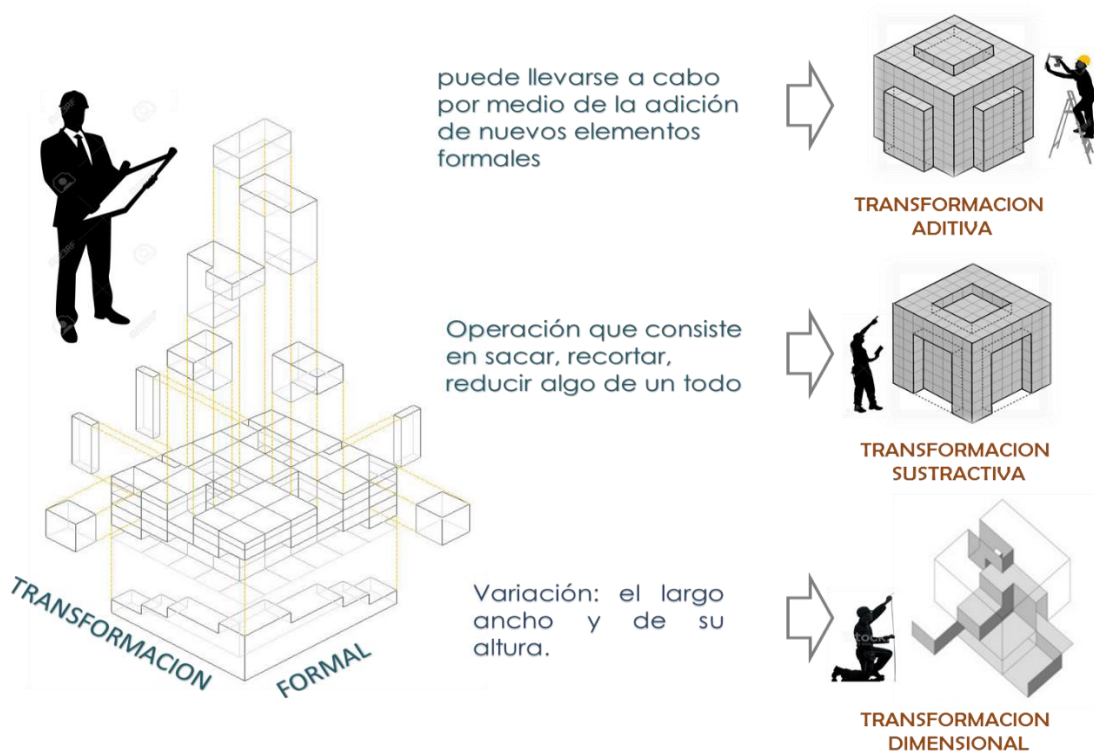 puede llevarse a cabo
por medio de la adición
de nuevos elementos
formales
TRANSFORMACION
ADITIVA
Operación que consiste
en sacar, recortar,
reducir algo de un todo
TRANSFORMACION
SUSTRACTIVA
Variación: el largo
ancho y de su
altura.
TRANSFORMACION
DIMENSIONAL
TRANSFORMACION
FORMAL